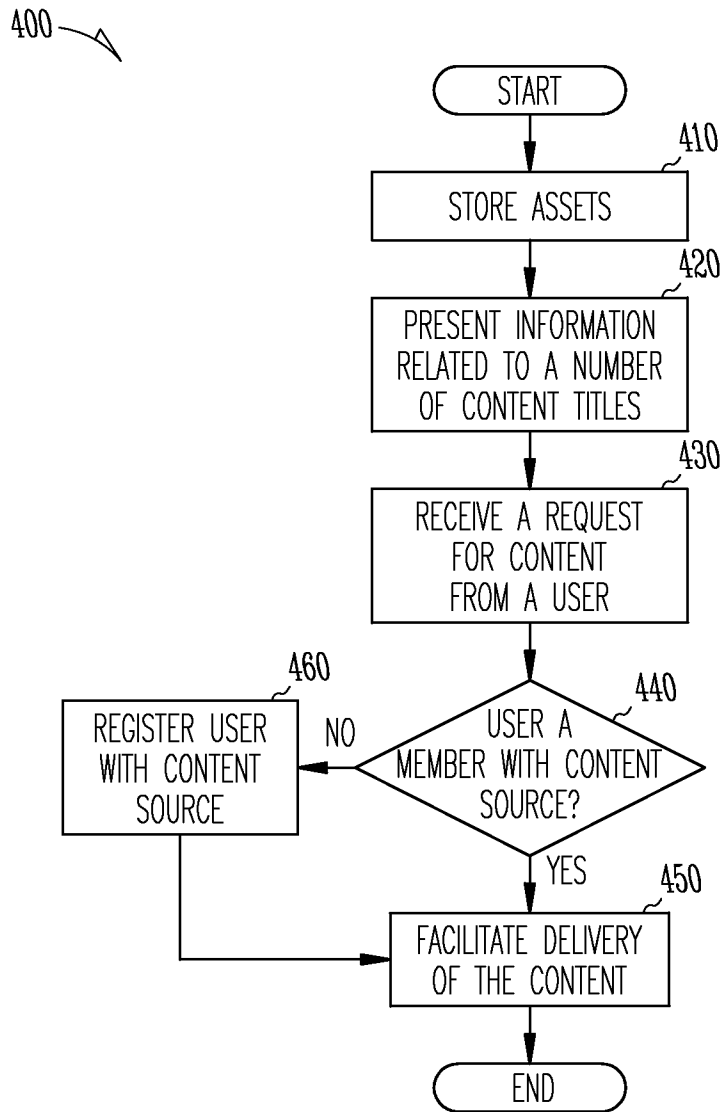 400
START
410
STORE ASSETS
420
PRESENT INFORMATION
RELATED TO A NUMBER
OF CONTENT TITLES
430
RECEIVE A REQUEST
FOR CONTENT
FROM A USER
440
USER A
MEMBER WITH CONTENT
SOURCE?
NO
460
REGISTER USER
WITH CONTENT
SOURCE
YES
450
FACILITATE DELIVERY
OF THE CONTENT
END